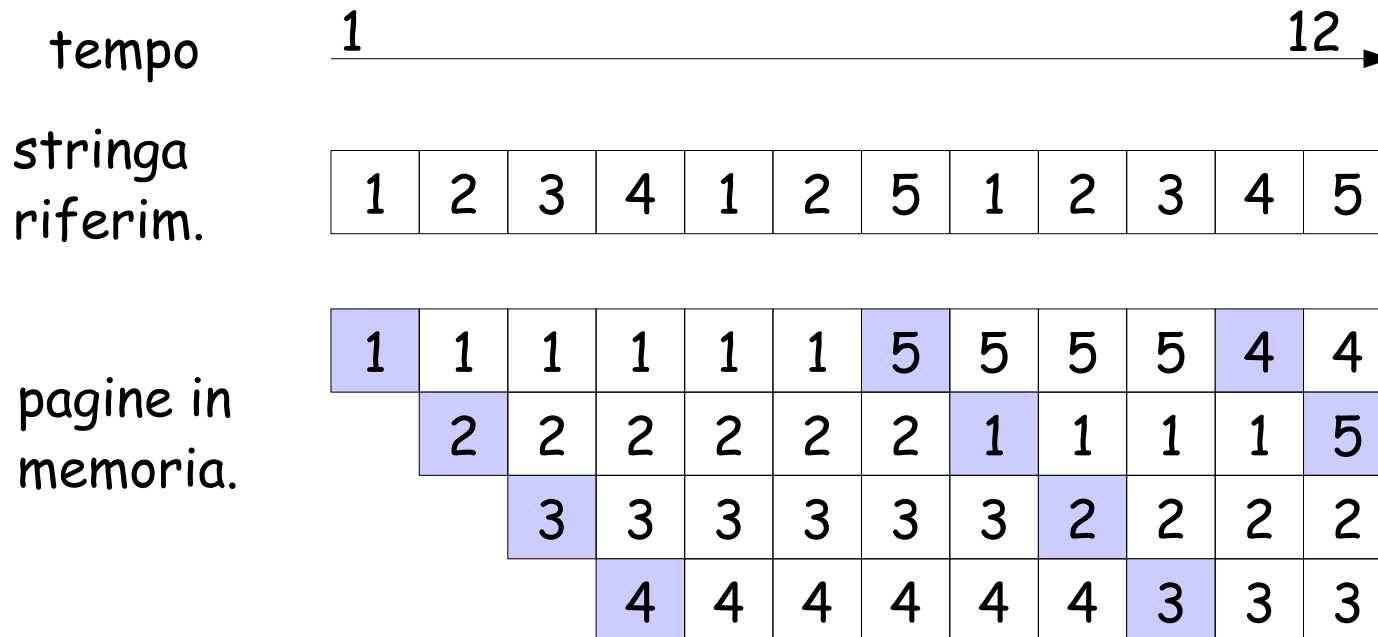 tempo 1 12
stringa
riferim.
1 2 3 4 1 2 5 1 2 3 4 5
1 1 1 1 1 1 5 5 5 5 4 4
pagine in
memoria.
2 2 2 2 2 2 1 1 1 1 5
3 3 3 3 3 3 2 2 2 2
4 4 4 4 4 4 3 3 3